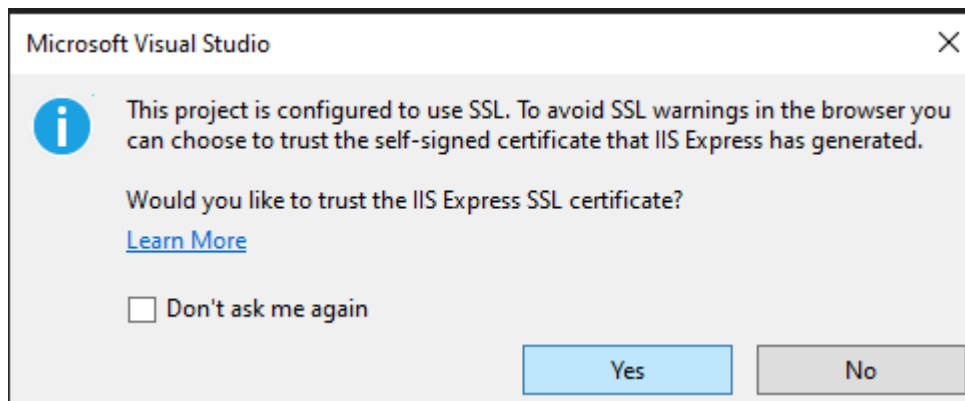 Microsoft Visual Studio
This project is configured to use SSL. To avoid SSL warnings in the browser you
can choose to trust the self-signed certificate that IIS Express has generated.
Would you like to trust the IIS Express SSL certificate?
Learn More
Don't ask me again
Yes
No